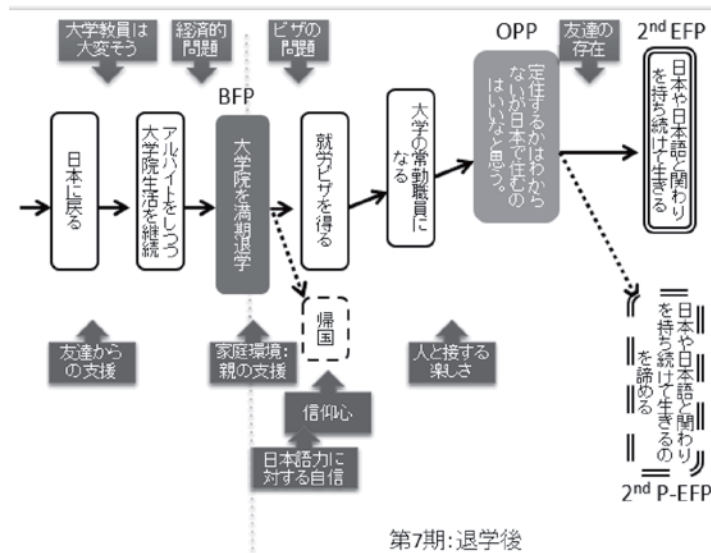 大学教員は
大変そう
経済的
問題
ビザの
問題
OPP
友達の
存在
2nd EFP
BFP
日本に戻る
アルバイトをしつつ
大学院生活を継続
大学院を満期退学
就労ビザを得る
大学の常勤職員に
なる
定住するかはわから
ないが日本で住むの
はいいなと思う。
日本や日本語と関わり
を持ち続けて生きる
帰国
日本や日本語と関わり
を持ち続けて生きるの
を諦める
2nd P-EFP
友達から
の支援
家庭環境:
親の支援
信仰心
日本語力に
対する自信
人と接する
楽しさ
第7期:退学後